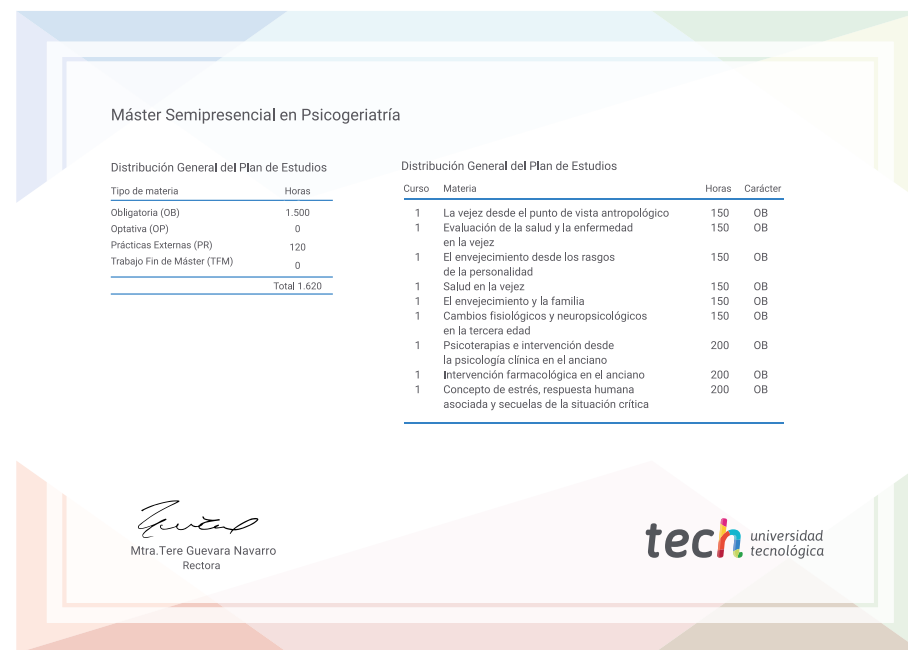 Máster Semipresencial en Psicogeriatría
Distribución General del Plan de Estudios
Tipo de materia Horas
Obligatoria (OB) 1.500
Optativa (OP) 0
Prácticas Externas (PR) 120
Trabajo Fin de Máster (TFM) 0
Total 1.620
Distribución General del Plan de Estudios
Curso Materia Horas Carácter
1 La vejez desde el punto de vista antropológico 150 OB
1 Evaluación de la salud y la enfermedad 150 OB
en la vejez
1 El envejecimiento desde los rasgos 150 OB
de la personalidad
1 Salud en la vejez 150 OB
1 El envejecimiento y la familia 150 OB
1 Cambios fisiológicos y neuropsicológicos 150 OB
en la tercera edad
1 Psicoterapias e intervención desde 200 OB
la psicología clínica en el anciano
1 Intervención farmacológica en el anciano 200 OB
1 Concepto de estrés, respuesta humana 200 OB
asociada y secuelas de la situación crítica
Mtra.Tere Guevara Navarro
Rectora
tech universidad
tecnológica